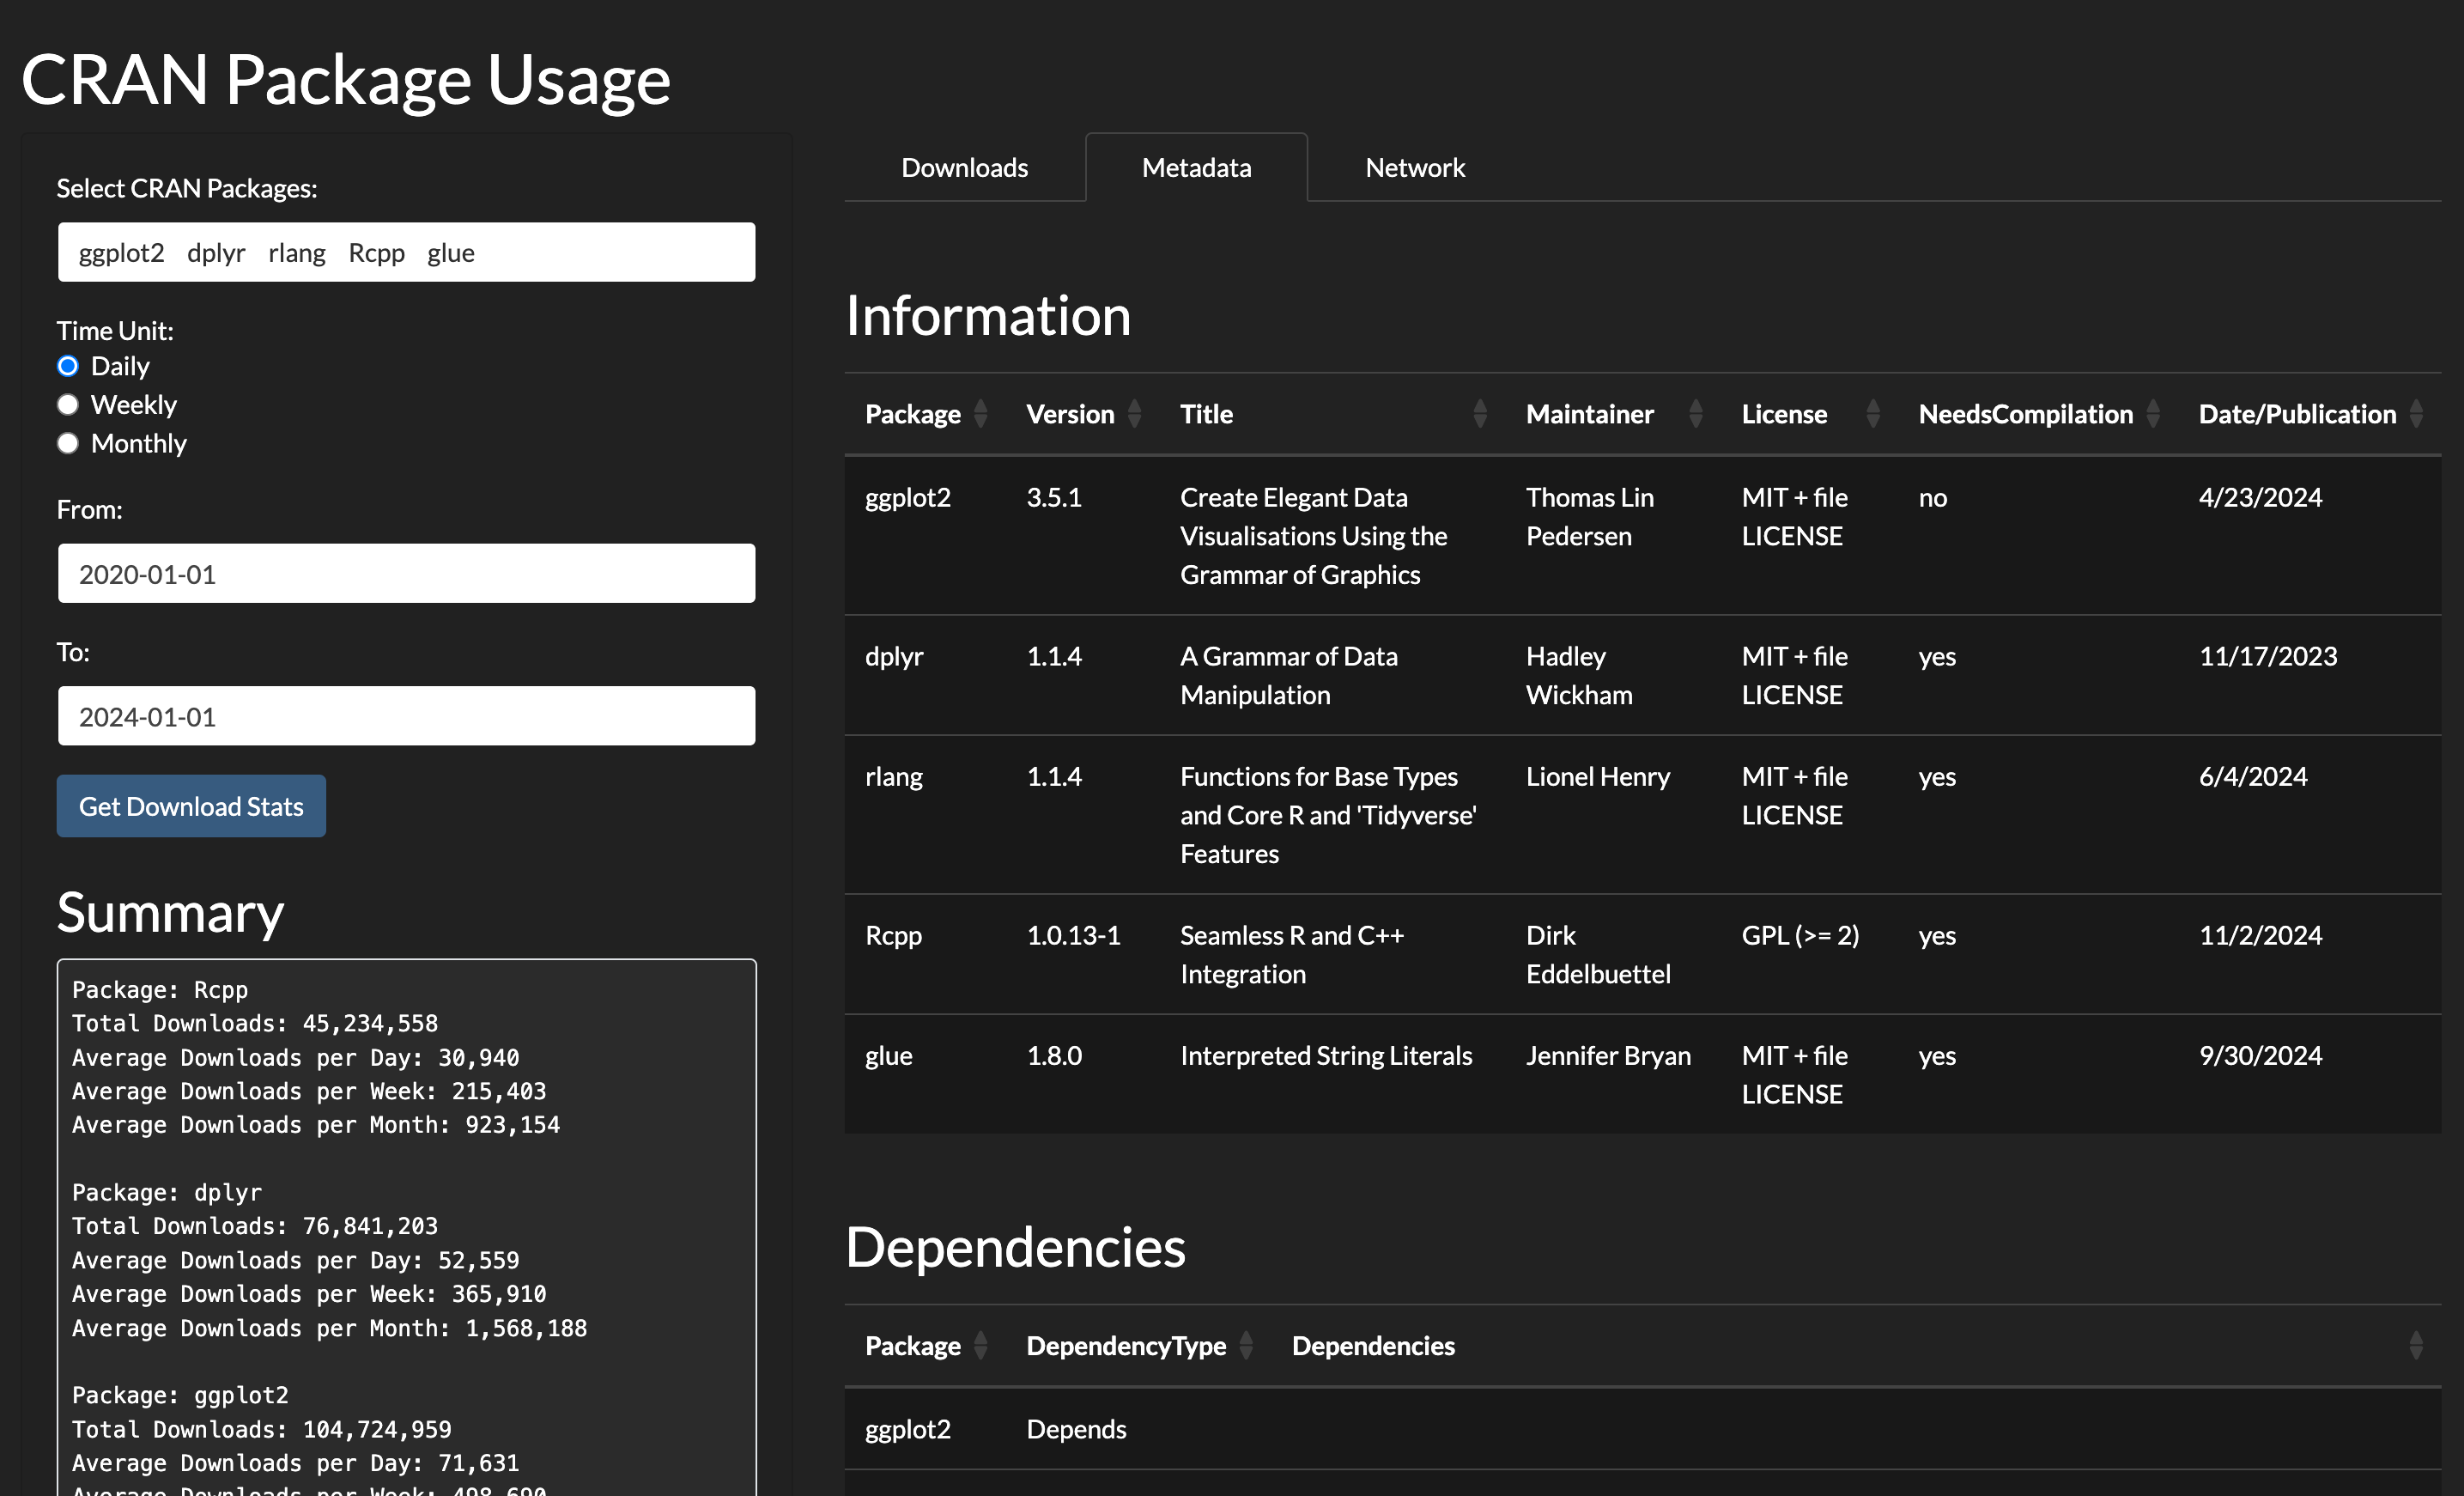 CRAN Package Usage
Select CRAN Packages:
ggplot2 dplyr rlang Rcpp glue
Time Unit:
Daily
Weekly
Monthly
From:
2020-01-01
To:
2024-01-01
Get Download Stats
Summary
Package: Rcpp
Total Downloads: 45,234,558
Average Downloads per Day: 30,940
Average Downloads per Week: 215,403
Average Downloads per Month: 923,154
Package: dplyr
Total Downloads: 76,841,203
Average Downloads per Day: 52,559
Average Downloads per Week: 365,910
Average Downloads per Month: 1,568,188
Package: ggplot2
Total Downloads: 104,724,959
Average Downloads per Day: 71,631
Average Downloads per Week: 498,690
Downloads Metadata Network
Information
Package Version Title Maintainer License NeedsCompilation Date/Publication
ggplot2 3.5.1 Create Elegant Data Thomas Lin MIT + file no 4/23/2024
Visualisations Using the Pedersen LICENSE
Grammar of Graphics
dplyr 1.1.4 A Grammar of Data Hadley MIT + file yes 11/17/2023
Manipulation Wickham LICENSE
rlang 1.1.4 Functions for Base Types Lionel Henry MIT + file yes 6/4/2024
and Core R and 'Tidyverse' LICENSE
Features
Rcpp 1.0.13-1 Seamless R and C++ Dirk GPL (>= 2) yes 11/2/2024
Integration Eddelbuettel
glue 1.8.0 Interpreted String Literals Jennifer Bryan MIT + file yes 9/30/2024
LICENSE
Dependencies
Package DependencyType Dependencies
ggplot2 Depends